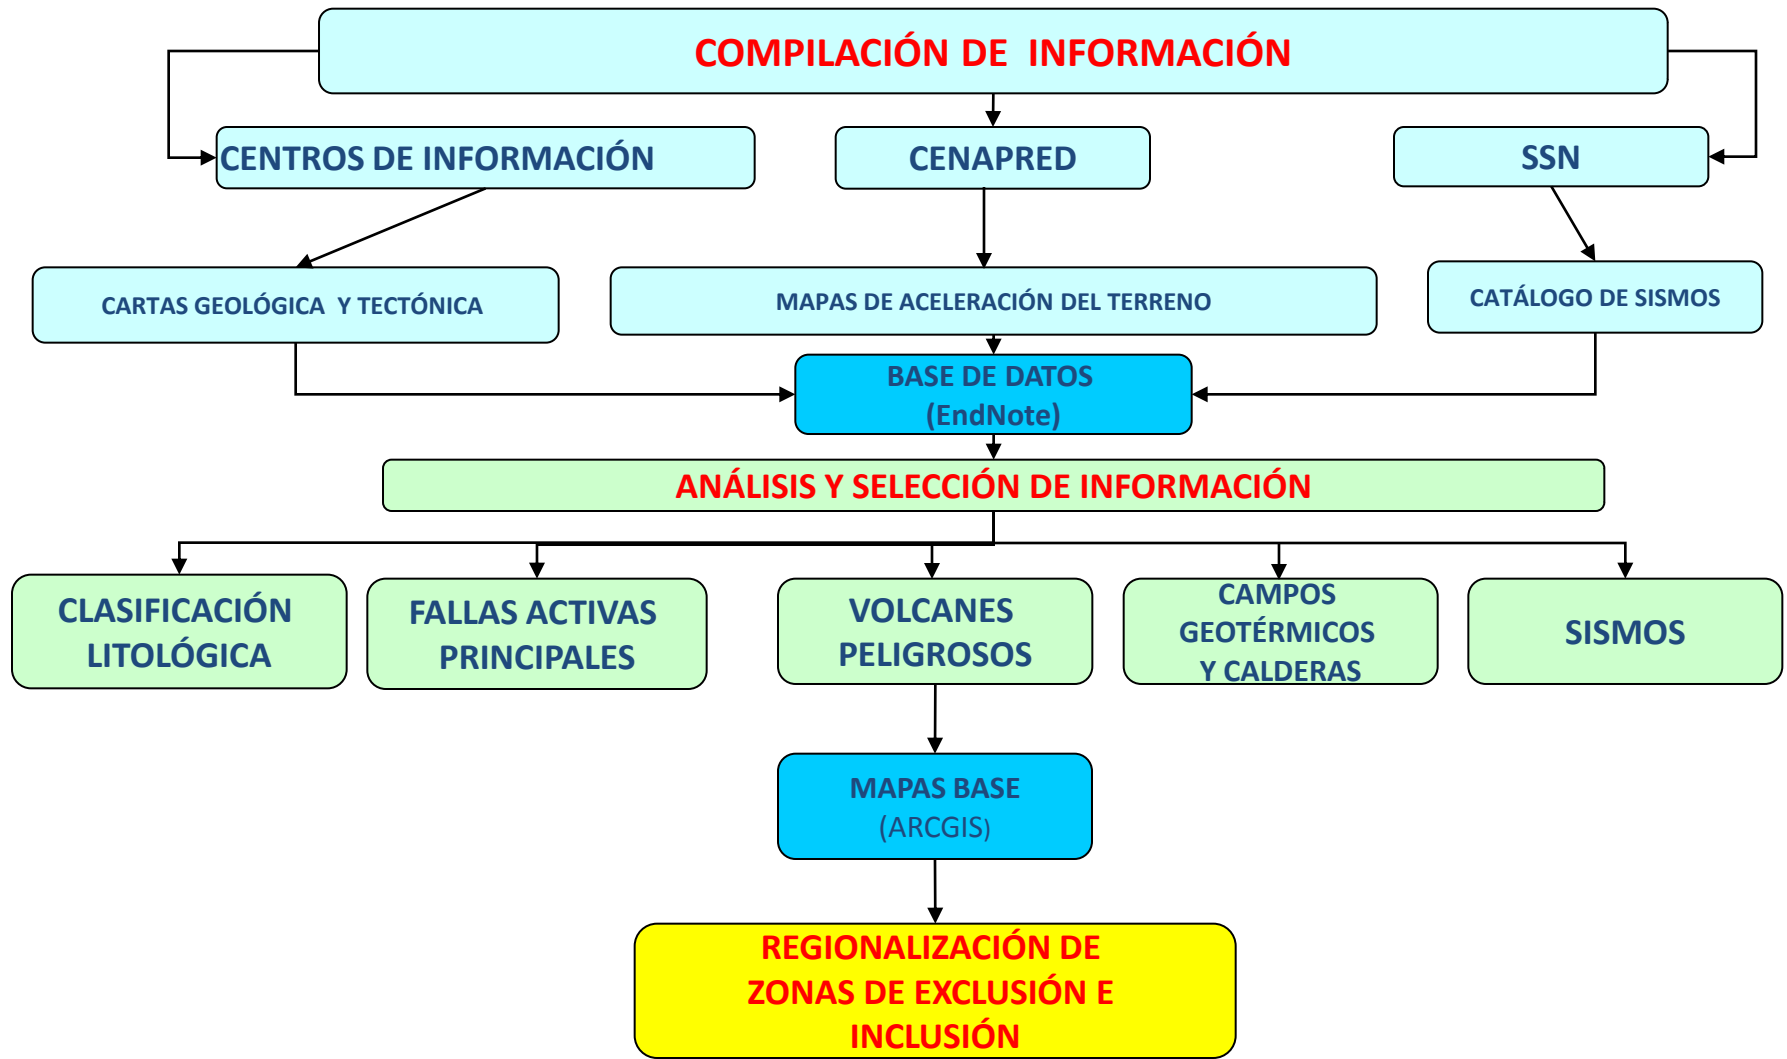 COMPILACIÓN DE  INFORMACIÓN
CENTROS DE INFORMACIÓN
CENAPRED
SSN
CARTAS GEOLÓGICA  Y TECTÓNICA
MAPAS DE ACELERACIÓN DEL TERRENO
CATÁLOGO DE SISMOS
BASE DE DATOS
(EndNote)
ANÁLISIS Y SELECCIÓN DE INFORMACIÓN
CLASIFICACIÓN
LITOLÓGICA
FALLAS ACTIVAS
PRINCIPALES
VOLCANES
PELIGROSOS
CAMPOS
GEOTÉRMICOS
Y CALDERAS
SISMOS
MAPAS BASE
(ARCGIS)
REGIONALIZACIÓN DE
ZONAS DE EXCLUSIÓN E
INCLUSIÓN